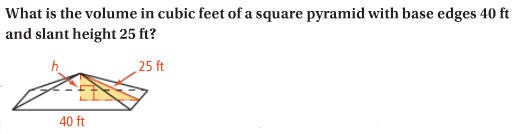 What is the volume in cubic feet of a square pyramid with base edges 40 ft
and slant height 25 ft?
h
25 ft
40 ft